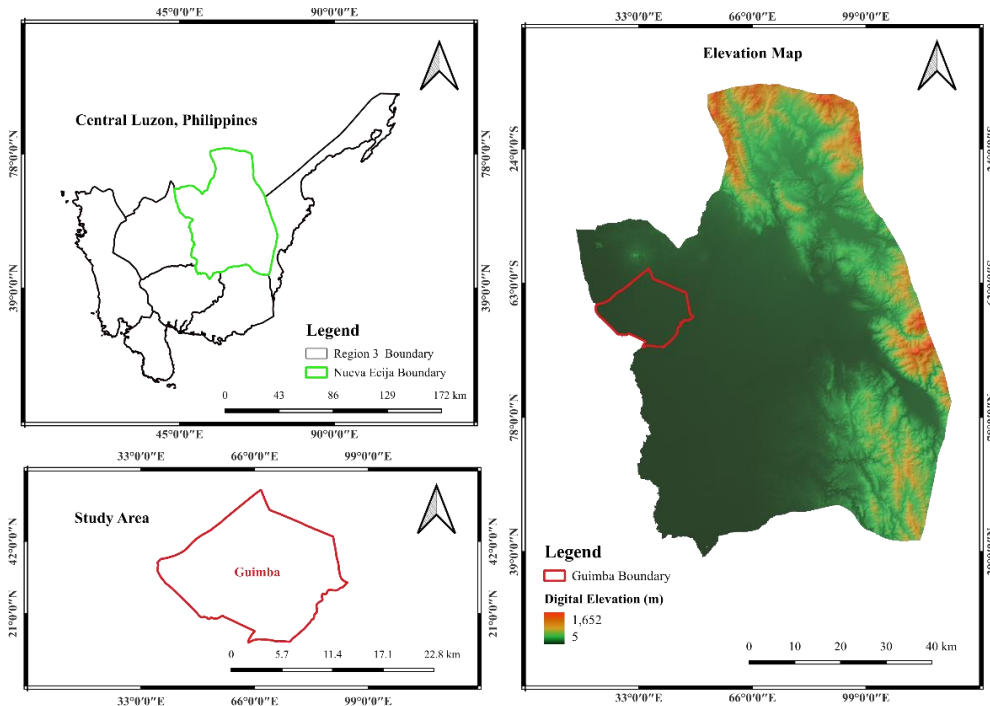 45°0'0"E 90°0'0"E
Central Luzon, Philippines
78°0'0"N
78°0'0"N
39°0'0"N
39°0'0"N
Legend
Region 3 Boundary
Nueva Ecija Boundary
0 43 86 129 172 km
45°0'0"E 90°0'0"E
33°0'0"E 66°0'0"E 99°0'0"E
Study Area
42°0'0"N
42°0'0"N
Guimba
21°0'0"N
21°0'0"N
0 5.7 11.4 17.1 22.8 km
33°0'0"E 66°0'0"E 99°0'0"E
33°0'0"E 66°0'0"E 99°0'0"E
Elevation Map
24°0'0"S
63°0'0"S
78°0'0"N
39°0'0"N
Legend
Guimba Boundary
Digital Elevation (m)
1,652
5
0 10 20 30 40 km
33°0'0"E 66°0'0"E 99°0'0"E